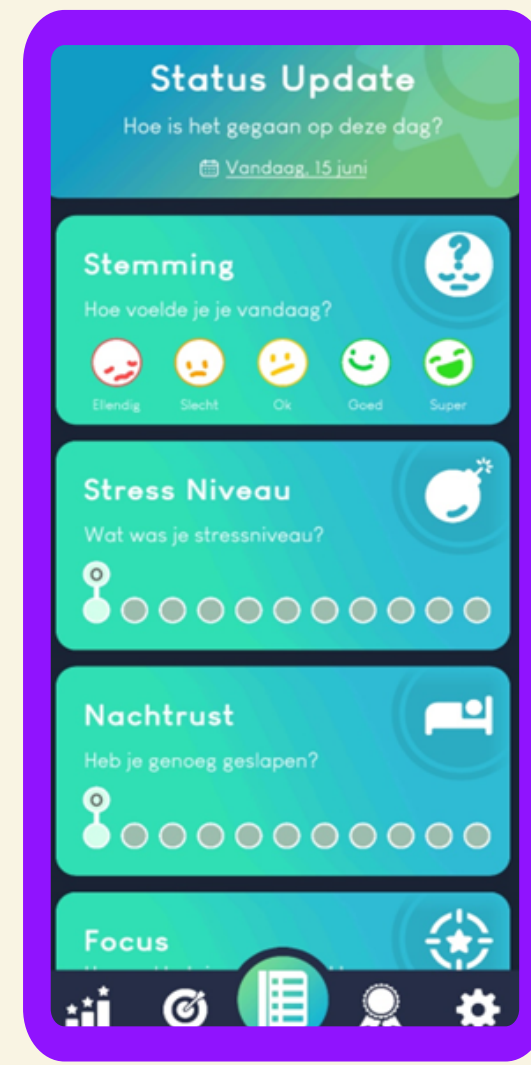 Status Update
Hoe is het gegaan op deze dag?
Vandaag, 15 juni
Stemming
?
Hoe voelde je je vandaag?
Ellendig Slecht Ok Goed Super
Stress Niveau
Wat was je stressniveau?
0
Nachtrust
Heb je genoeg geslapen?
0
Focus